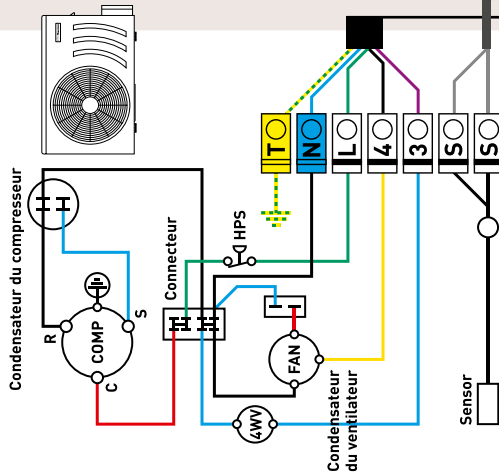 T
N
L
4
3
S
S
Condensateur du compresseur
Connecteur
HPS
R
COMP
S
C
FAN
4WV
Condensateur
du ventilateur
Sensor